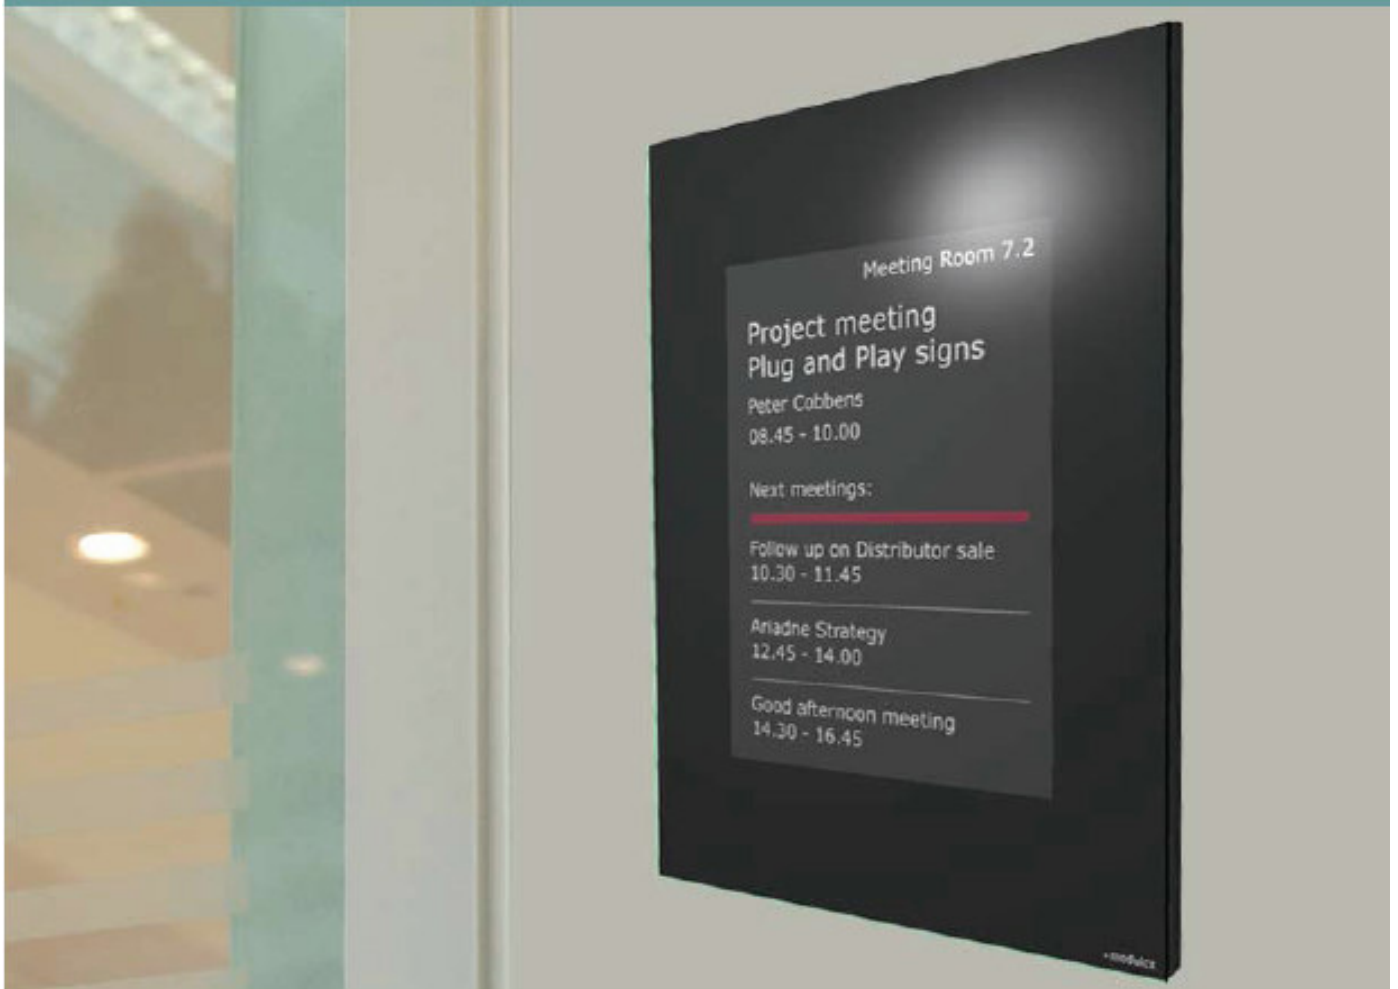 Meeting Room 7.2
Project meeting
Plug and Play signs
Peter Cobbens
08.45 - 10.00
Next meetings:
Follow up on Distributor sale
10.30 - 11.45
Ariadne Strategy
12.45 - 14.00
Good afternoon meeting
14.30 - 16.45
modulex